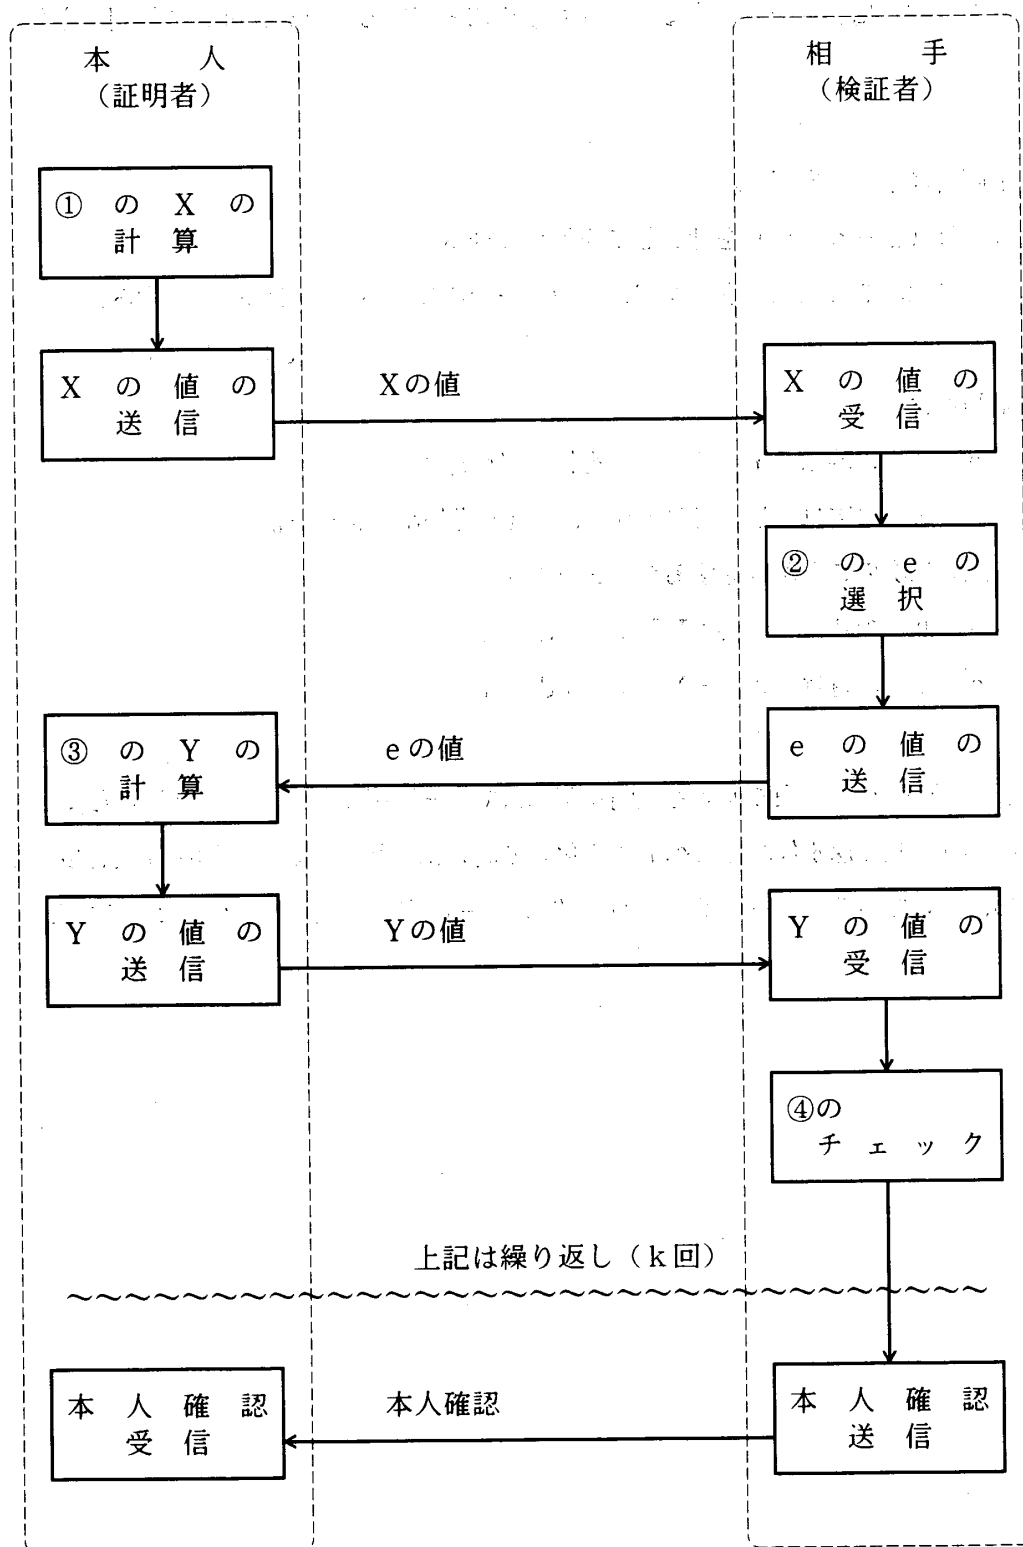 本人
（証明者）
相手
（検証者）
①のXの
計算
Xの値の
送信
Xの値
Xの値の
受信
②のeの
選択
③のYの
計算
eの値
eの値の
送信
Yの値の
送信
Yの値
Yの値の
受信
④の
チェック
上記は繰り返し（k回）
本人確認
受信
本人確認
本人確認
送信